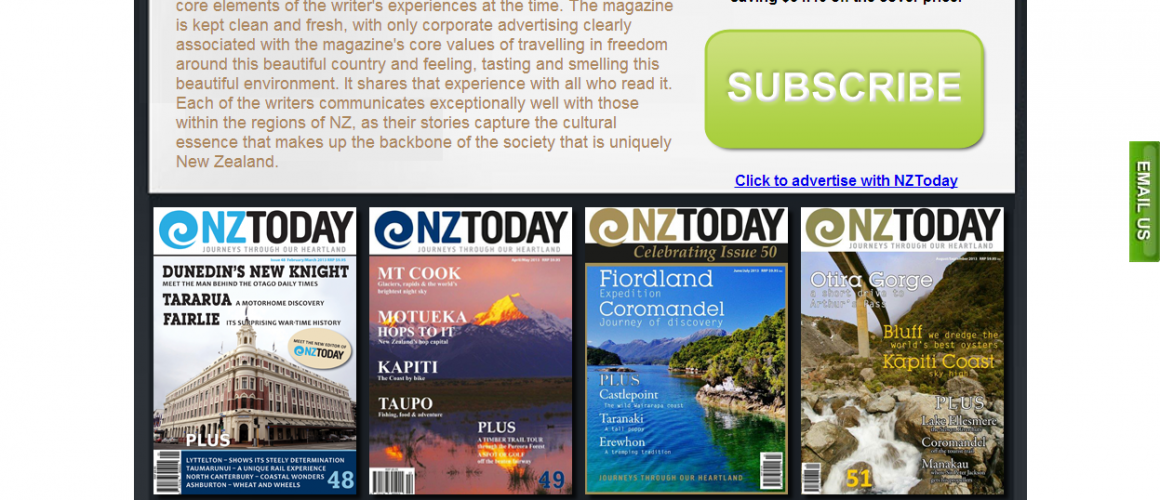 core elements of the writer's experiences at the time. The magazine
is kept clean and fresh, with only corporate advertising clearly
associated with the magazine's core values of travelling in freedom
around this beautiful country and feeling, tasting and smelling this
beautiful environment. It shares that experience with all who read it.
Each of the writers communicates exceptionally well with those
within the regions of NZ, as their stories capture the cultural
essence that makes up the backbone of the society that is uniquely
New Zealand.
SUBSCRIBE
Click to advertise with NZToday
EMAIL US
NZTODAY
JOURNEYS THROUGH OUR HEARTLAND
DUNEDIN'S NEW KNIGHT
MEET THE MAN BEHIND THE OTAGO DAILY TIMES
TARARUA A MOTORHOME DISCOVERY
FAIRLIE ITS SURPRISING WAR-TIME HISTORY
MEET THE NEW EDITOR OF
NZTODAY
PLUS
LYTTELTON – SHOWS ITS STEELY DETERMINATION
TAUMARUNUI – A UNIQUE RAIL EXPERIENCE
NORTH CANTERBURY – COASTAL WONDERS
ASHBURTON – WHEAT AND WHEELS
48
NZTODAY
JOURNEYS THROUGH OUR HEARTLAND
MT COOK
Glaciers, rapids & the world's
brightest night sky
MOTUEKA
HOPS TO IT
New Zealand's hop capital
KAPITI
The Coast by bike
TAUPO
Fishing, food & adventure
PLUS
A TIMBER TRAIL TOUR
through the Pureora Forest
A SPOT OF GOLF
49
NZTODAY
Celebrating Issue 50
Fiordland
Expedition
Coromandel
Journey of discovery
PLUS
Castlepoint
The wild Wairarapa coast
Taranaki
a tall poppy
Erewhon
A tramping tradition
JOURNEYS THROUGH OUR HEARTLAND
NZTODAY
JOURNEYS THROUGH OUR HEARTLAND
Otira Gorge
a short drive to
Arthur's Pass
Bluff we dredge the
world's best oysters
Kāpiti Coast
sky high
PLUS
Lake Ellesmere
Coromandel
Manakau
51